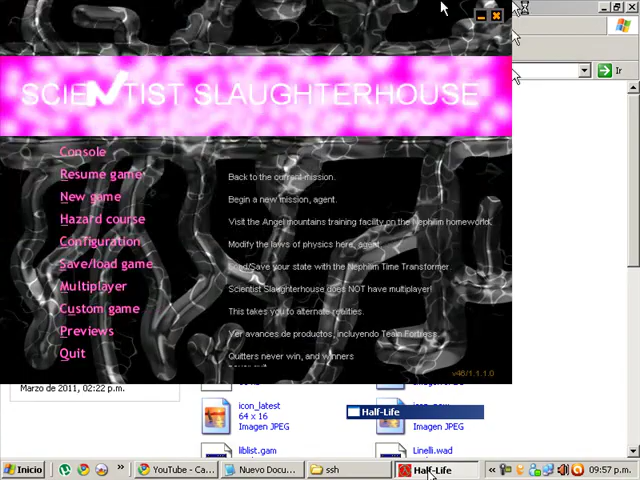 SCIENTIST SLAUGHTERHOUSE
Ir
Console
Resume game
Back to the current mission.
New game
Begin a new mission, agent.
Hazard course
Visit the Angel mountains training facility on the Nephilim homeworld.
Configuration
Modify the laws of physics here, agent.
Save/load game
Load/Save your state with the Nephilim Time Transformer.
Multiplayer
Scientist Slaughterhouse does NOT have multiplayer!
Custom game
This takes you to alternate realities.
Previews
Ver avances de productos, incluyendo Team Fortress.
Quit
Quitters never win, and winners
never quit.
v46/1.1.1.0
Marzo de 2011, 02:22 p.m.
Imagen JPEG
icon_latest
64 x 16
Imagen JPEG
Half-Life
Imagen JPEG
liblist.gam
Linelli.wad
Inicio
»
YouTube - Ca...
Nuevo Docu...
ssh
Half-Life
«
09:57 p.m.